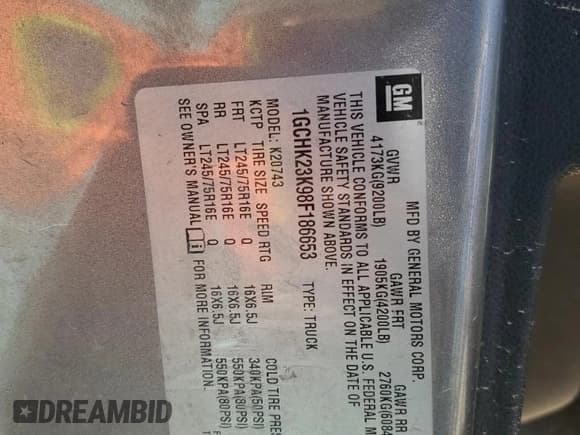 GM
MFD BY GENERAL MOTORS CORP.
GVWR GAWR FRT GAWR RR
4173KG(9200LB) 1905KG(4200LB) 2760KG(6084
THIS VEHICLE CONFORMS TO ALL APPLICABLE U.S. FEDERAL M
VEHICLE SAFETY STANDARDS IN EFFECT ON THE DATE OF
MANUFACTURE SHOWN ABOVE.
1GCHK23K98F186653 TYPE: TRUCK
MODEL: K20743
KCTP TIRE SIZE SPEED RTG RIM COLD TIRE PRES
FRT LT245/75R16E Q 16X6.5J 340KPA(50PSI)
RR LT245/75R16E Q 16X6.5J 550KPA(80PSI)
SPA LT245/75R16E Q 16X6.5J 550KPA(80PSI)
SEE OWNER'S MANUAL i FOR MORE INFORMATION.
DREAMBID